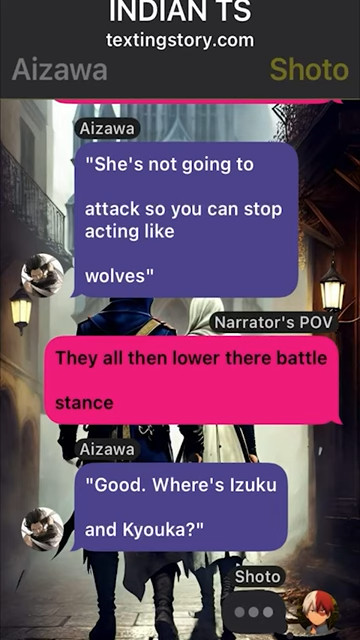 INDIAN TS
textingstory.com
Aizawa
Shoto
Aizawa
"She's not going to
attack so you can stop
acting like
wolves"
Narrator's POV
They all then lower there battle
stance
Aizawa
"Good. Where's Izuku
and Kyouka?"
Shoto